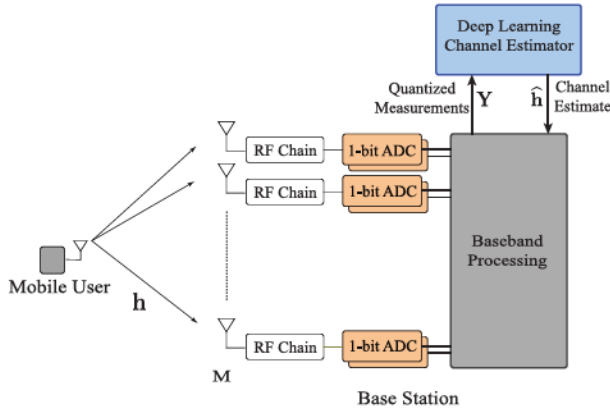 Deep Learning
Channel Estimator
Quantized
Measurements
Y
ĥ
Channel
Estimate
RF Chain
1-bit ADC
RF Chain
1-bit ADC
Baseband
Processing
Mobile User
h
RF Chain
1-bit ADC
M
Base Station